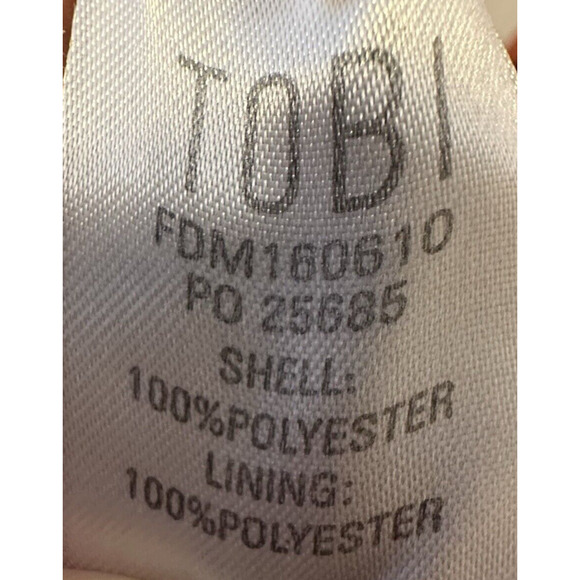 TOBI
FDM160610
PO 25685
SHELL:
100%POLYESTER
LINING:
100%POLYESTER